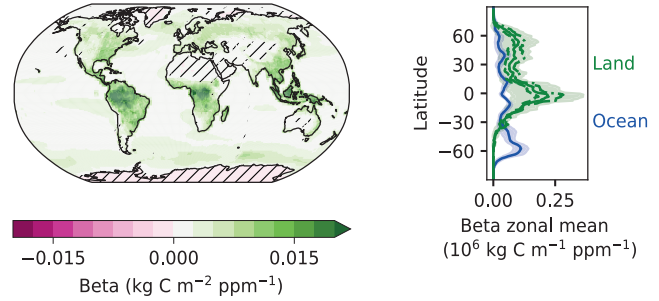 60
30
0
−30
−60
Latitude
Land
Ocean
0.00 0.25
Beta zonal mean
(10⁶ kg C m⁻¹ ppm⁻¹)
−0.015 0.000 0.015
Beta (kg C m⁻² ppm⁻¹)